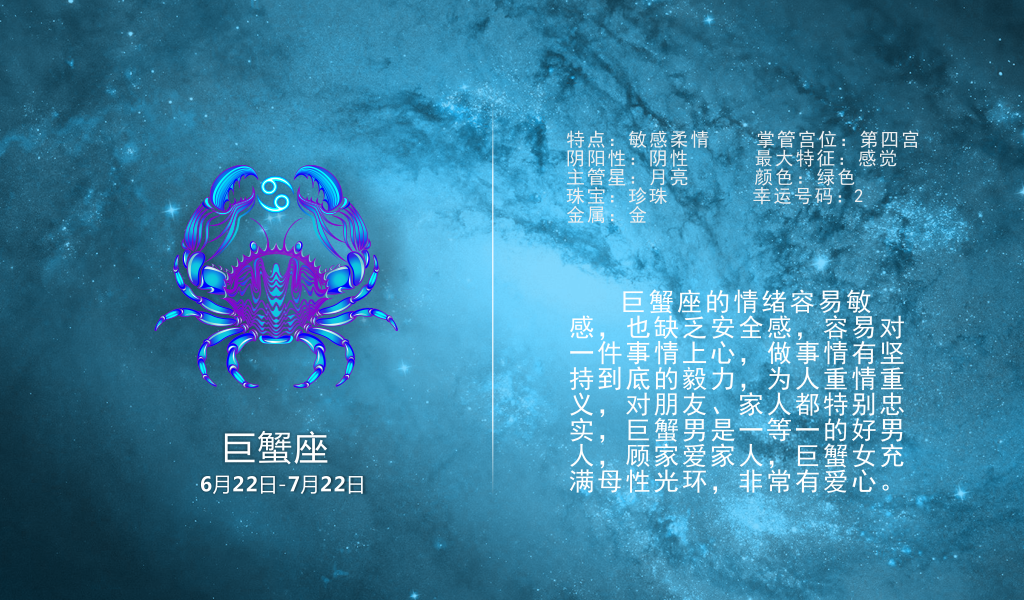 巨蟹座
6月22日-7月22日
特点：敏感柔情 掌管宫位：第四宫
阴阳性：阴性 最大特征：感觉
主管星：月亮 颜色：绿色
珠宝：珍珠 幸运号码：2
金属：金
巨蟹座的情绪容易敏
感，也缺乏安全感，容易对
一件事情上心，做事情有坚
持到底的毅力，为人重情重
义，对朋友、家人都特别忠
实，巨蟹男是一等一的好男
人，顾家爱家人，巨蟹女充
满母性光环，非常有爱心。